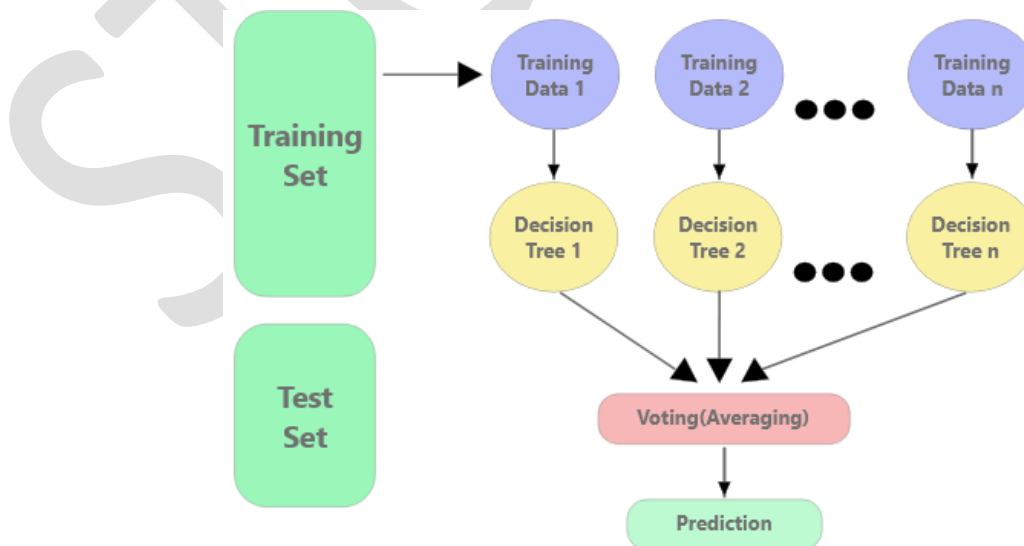 Training
Set
Training
Data 1
Training
Data 2
Training
Data n
Decision
Tree 1
Decision
Tree 2
Decision
Tree n
Test
Set
Voting(Averaging)
Prediction